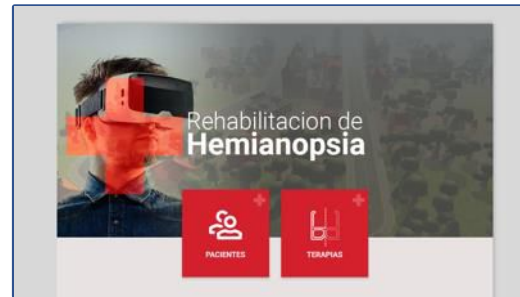 Rehabilitacion de
Hemianopsia
PACIENTES
TERAPIAS